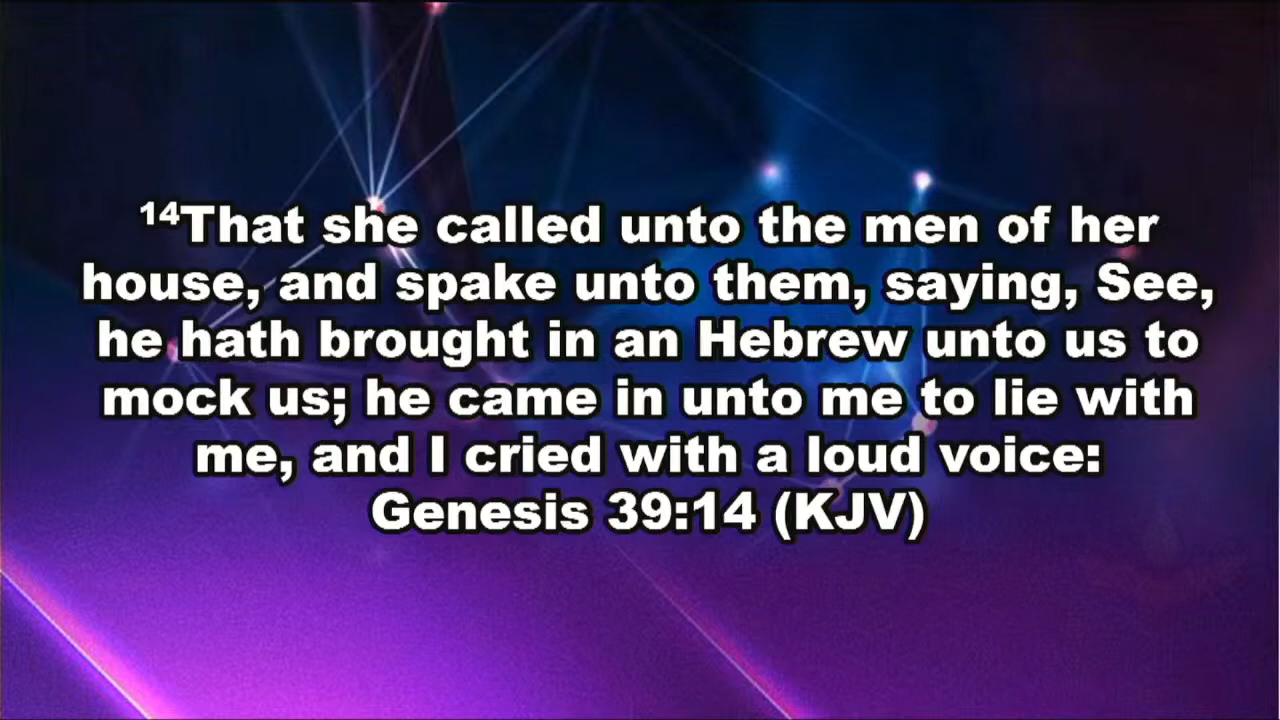 ¹⁴That she called unto the men of her
house, and spake unto them, saying, See,
he hath brought in an Hebrew unto us to
mock us; he came in unto me to lie with
me, and I cried with a loud voice:
Genesis 39:14 (KJV)